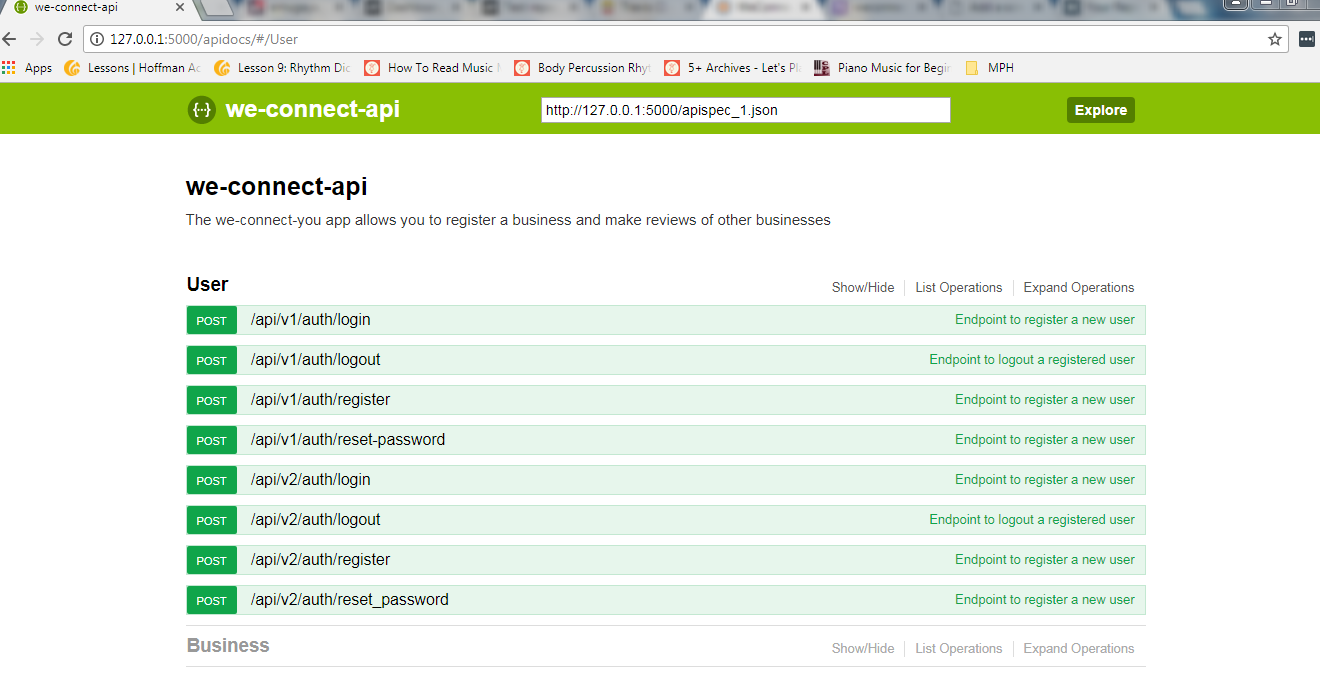 we-connect-api
127.0.0.1:5000/apidocs/#/User
Apps Lessons | Hoffman Ac Lesson 9: Rhythm Dic How To Read Music Body Percussion Rhyt 5+ Archives - Let's Pla Piano Music for Begin MPH
{···} we-connect-api http://127.0.0.1:5000/apispec_1.json Explore
we-connect-api
The we-connect-you app allows you to register a business and make reviews of other businesses
User Show/Hide List Operations Expand Operations
POST /api/v1/auth/login Endpoint to register a new user
POST /api/v1/auth/logout Endpoint to logout a registered user
POST /api/v1/auth/register Endpoint to register a new user
POST /api/v1/auth/reset-password Endpoint to register a new user
POST /api/v2/auth/login Endpoint to register a new user
POST /api/v2/auth/logout Endpoint to logout a registered user
POST /api/v2/auth/register Endpoint to register a new user
POST /api/v2/auth/reset_password Endpoint to register a new user
Business Show/Hide List Operations Expand Operations